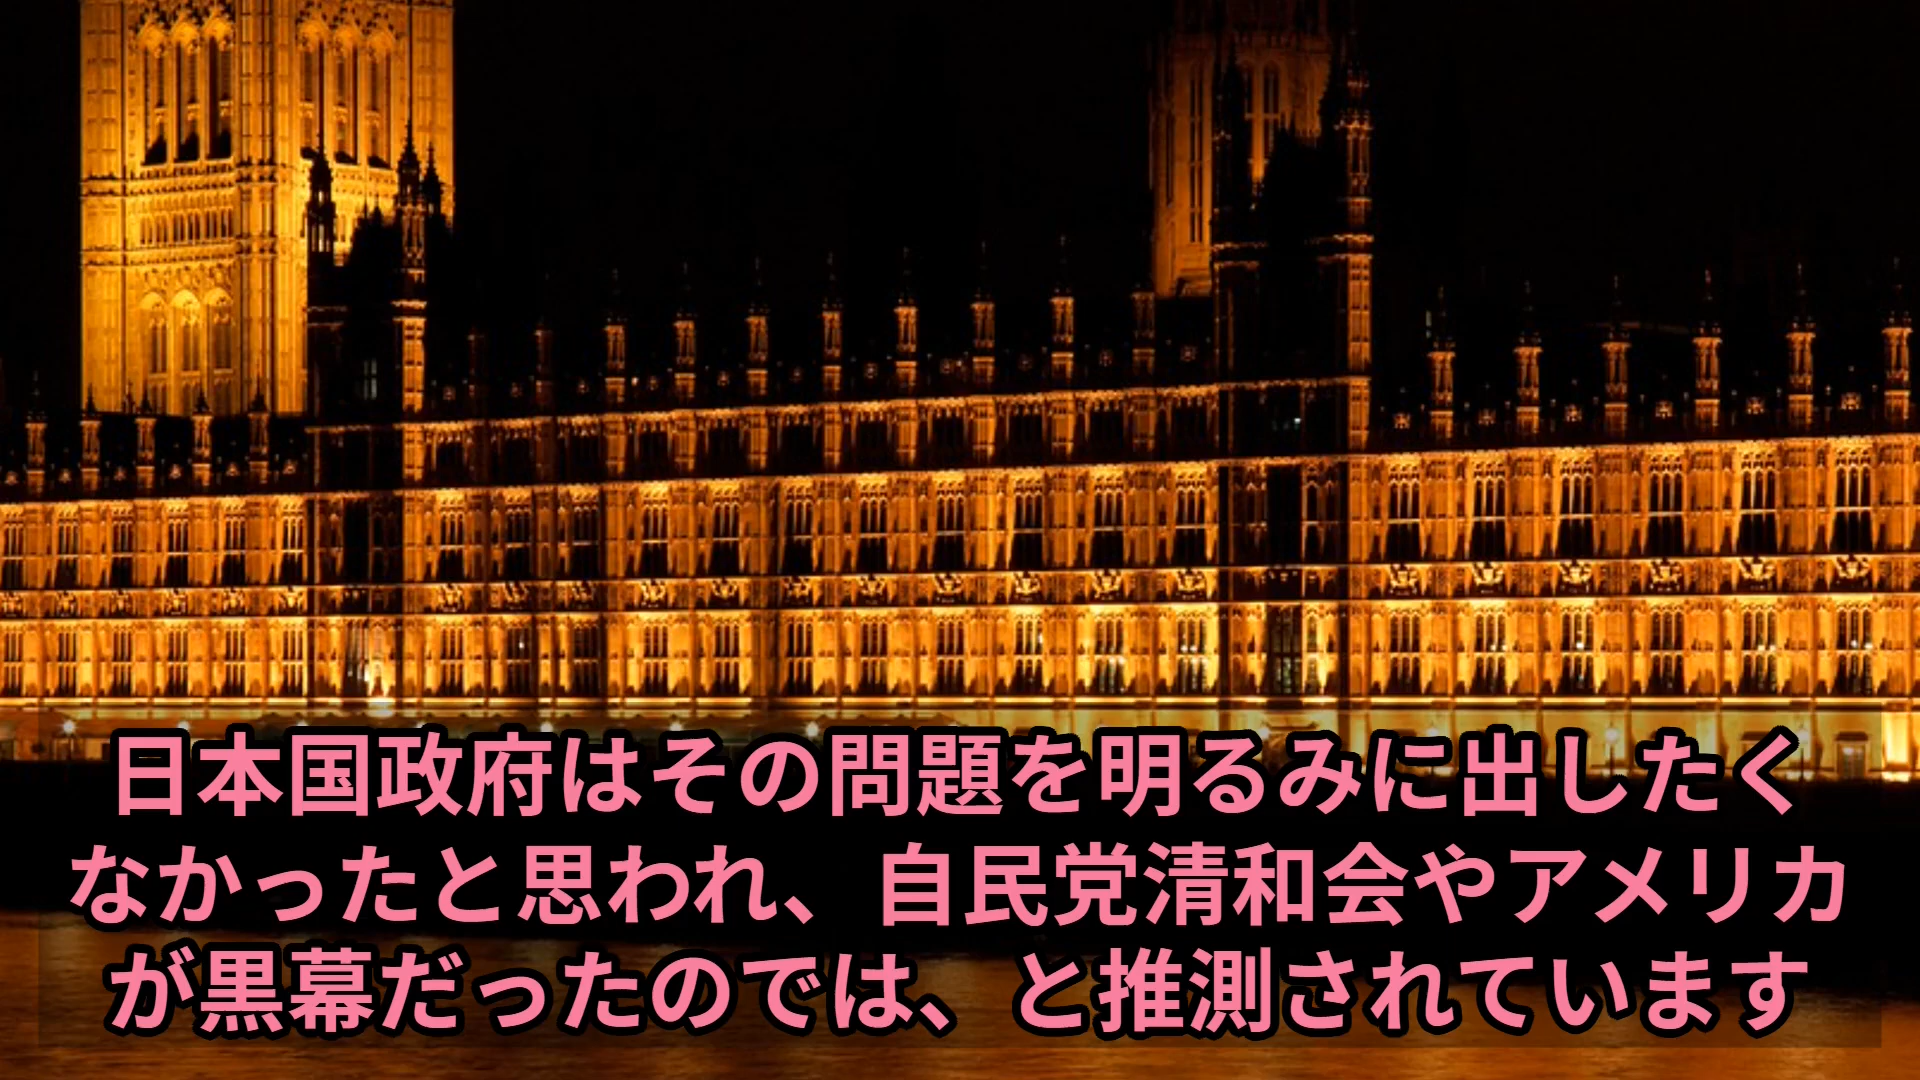 日本国政府はその問題を明るみに出したく
なかったと思われ、自民党清和会やアメリカ
が黒幕だったのでは、と推測されています